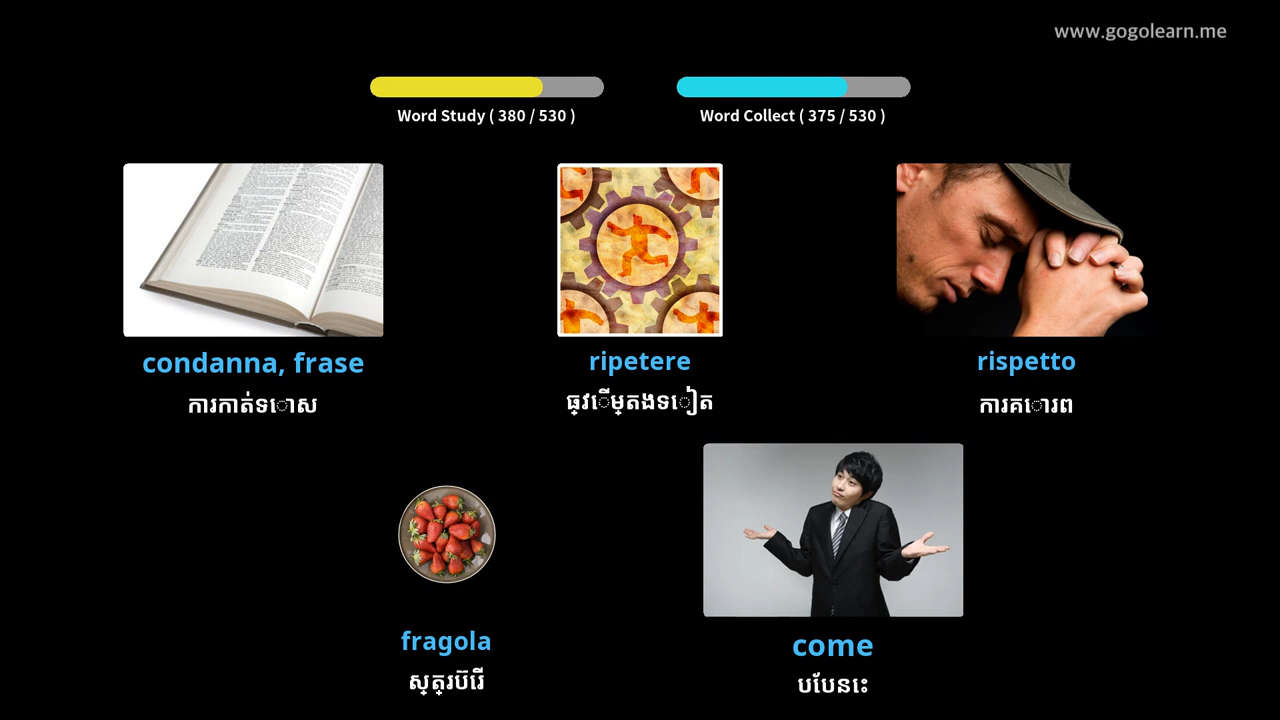 www.gogolearn.me
Word Study ( 380 / 530 )
Word Collect ( 375 / 530 )
condanna, frase
ការកាត់ទោស
ripetere
ធ្វើម្តងទៀត
rispetto
ការគោរព
fragola
ស្ត្របឺរី
come
បបែនេះ